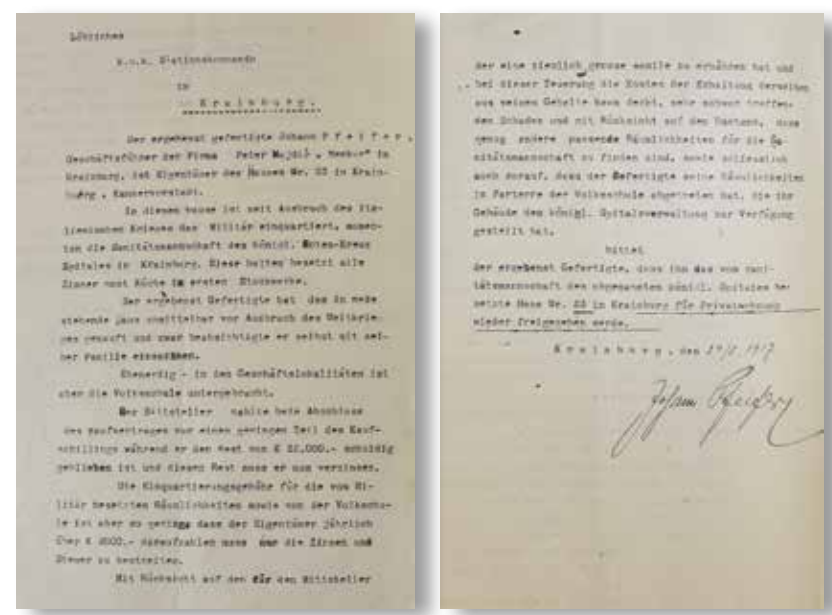 Löbliches
k.u.k. Stationskommando
in
Krainburg.
Der ergebenst gefertigte Johann Pfeifer,
Geschäftsführer der Firma Peter Majdič "Merkur" in
Krainburg, ist Eigentümer des Hauses Nr. 22 in Krain-
burg, Kankervorstadt.
In diesem Hause ist seit Ausbruch des ita-
lienischen Krieges das Militär einquartiert, momen-
tan die Sanitätsmannschaft des königl. Roten-Kreuz
Spitales in Krainburg. Diese halten besetzt alle
Zimmer samt Küche im ersten Stockwerke.
Der ergebenst Gefertigte hat das in Rede
stehende Haus unmittelbar vor Ausbruch des Weltkrie-
ges gekauft und zwar beabsichtigte er selbst mit sei-
ner Familie
Ebenerdig - in den Geschäftslokalitäten ist
aber die Volksschule untergebracht.
Der Bittsteller zahlte beim Abschlusse
des Kaufvertrages nur einen geringen Teil des Kauf-
schillings während er den Rest von K schuldig
geblieben ist und diesen Rest muss er nun verzinsen.
Die Einquartierungsgebühr für die vom Mi-
litär besetzten Räumlichkeiten sowie von der Volksschu-
le ist aber so gering, dass der Eigentümer jährlich
über K daraufzahlen muss um die Zinsen und
Steuer zu bestreiten.
Mit Rücksicht auf den für den Bittsteller
der eine ziemlich grosse Familie zu ernähren hat und
bei dieser Teuerung die Kosten der Erhaltung derselben
aus seinem Gehalte kaum deckt, sehr schwer treffen-
den Schaden und mit Rücksicht auf den Umstand, dass
genug andere passende Räumlichkeiten für die Sa-
nitätsmannschaft zu finden sind, sowie schliesslich
auch darauf, dass der Gefertigte seine Räumlichkeiten
im Parterre der Volksschule abgetreten hat, die ihr
Gebäude der königl. Spitalsverwaltung zur Verfügung
gestellt hat,
bittet
der ergebenst Gefertigte, dass ihm das vom Sani-
tätsmannschaft des königl. Spitales be-
setzte Haus Nr. 22 in Krainburg für Privatwohnung
wieder freigegeben werde.
Krainburg, den 1917
Johann Pfeifer